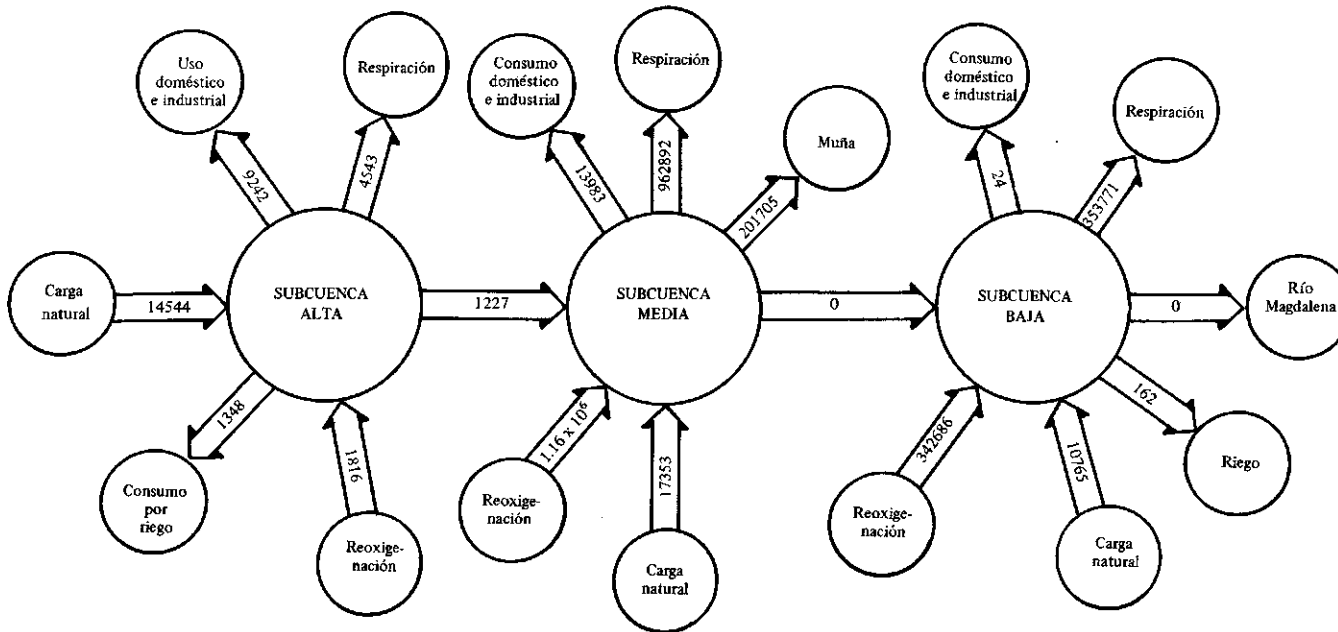 Uso
doméstico
e industrial
Respiración
Consumo
doméstico
e industrial
Respiración
Muña
Consumo
doméstico
e industrial
Respiración
9242
4543
13983
962892
201705
24
353771
Carga
natural
14544
SUBCUENCA
ALTA
1227
SUBCUENCA
MEDIA
0
SUBCUENCA
BAJA
0
Río
Magdalena
1348
1816
1.16 x 10⁶
17353
342686
10765
162
Riego
Consumo
por
riego
Reoxige-
nación
Reoxige-
nación
Carga
natural
Reoxige-
nación
Carga
natural